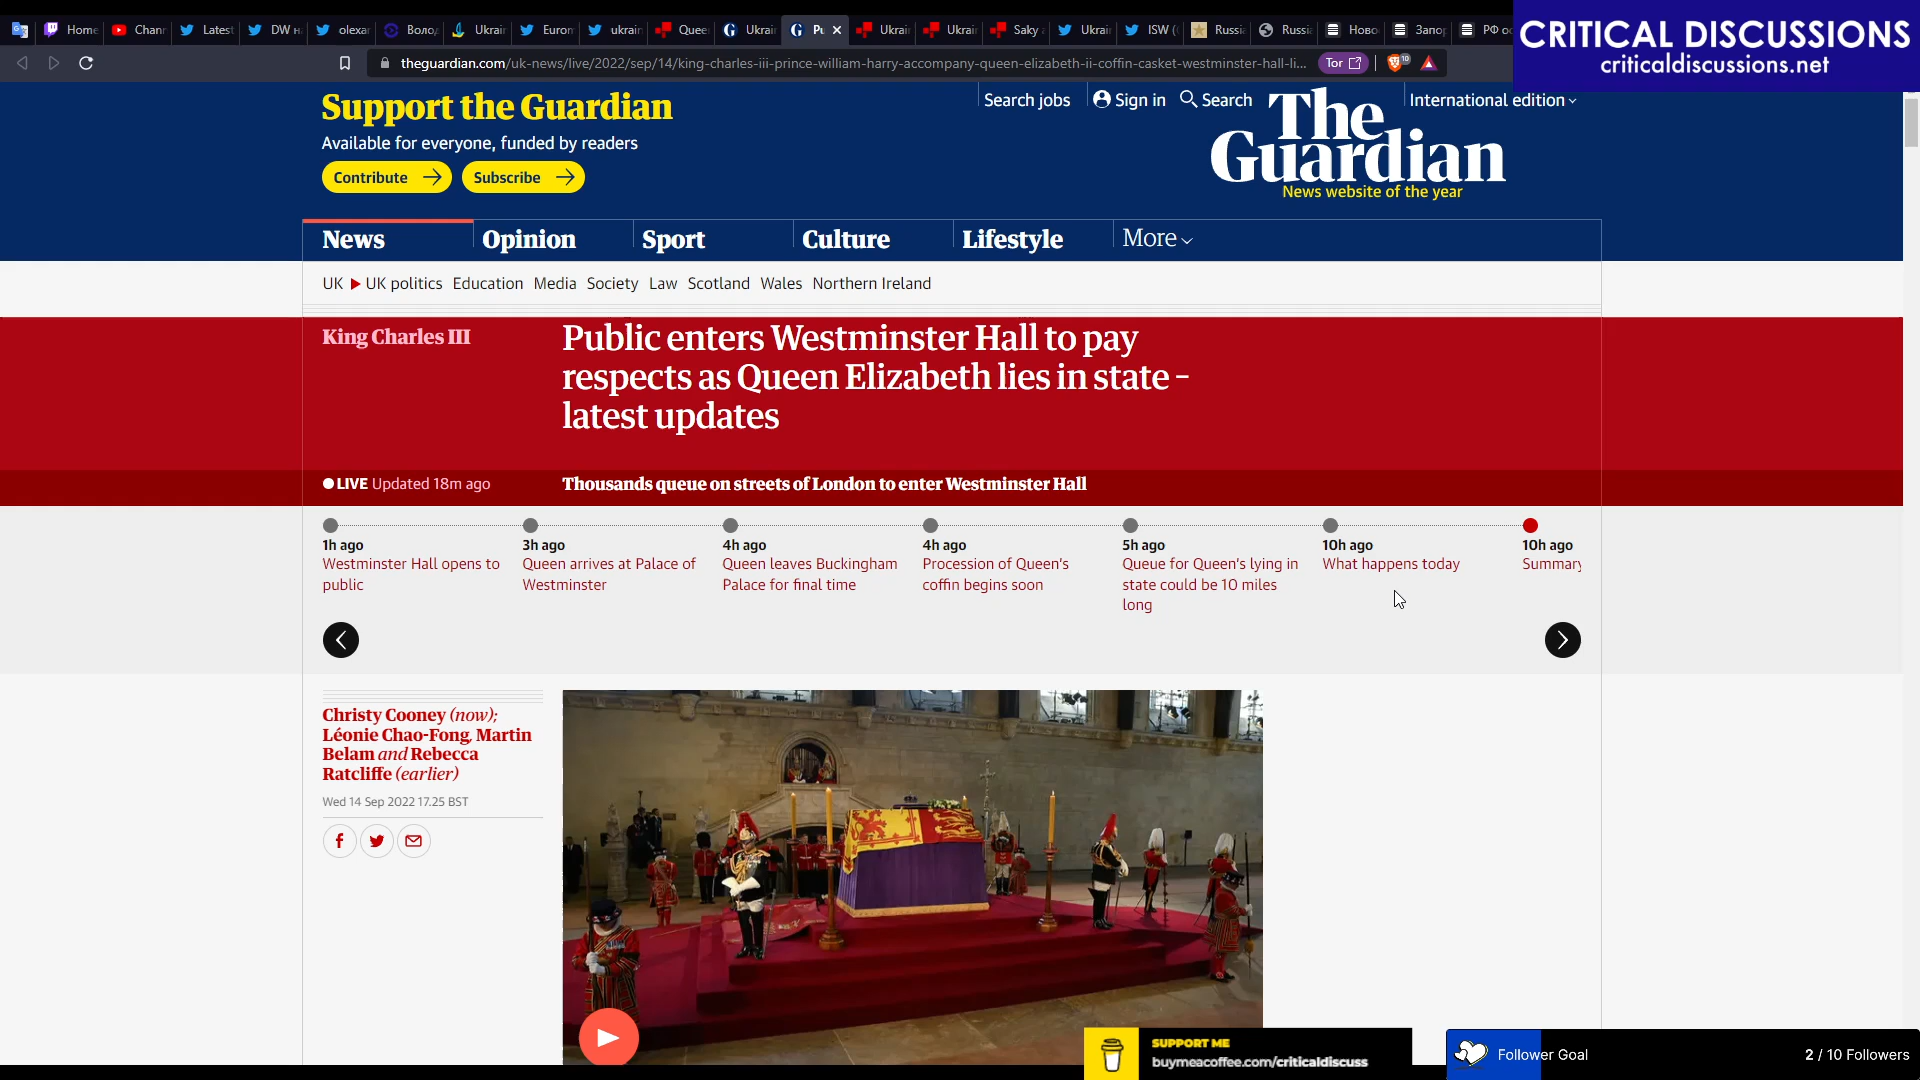 Home
Chann
Latest
DW н
olexar
Воло
Ukrai
Eurom
ukrain
Quee
Ukrai
Pu
Ukrai
Ukrai
Saky
Ukrai
ISW (
Russia
Russi
Ново
Запор
РФ о
CRITICAL DISCUSSIONS
criticaldiscussions.net
theguardian.com/uk-news/live/2022/sep/14/king-charles-iii-prince-william-harry-accompany-queen-elizabeth-ii-coffin-casket-westminster-hall-li...
Tor
10
Support the Guardian
Available for everyone, funded by readers
Contribute
Subscribe
Search jobs
Sign in
Search
International edition
The
Guardian
News website of the year
News
Opinion
Sport
Culture
Lifestyle
More
UK
UK politics
Education
Media
Society
Law
Scotland
Wales
Northern Ireland
King Charles III
Public enters Westminster Hall to pay
respects as Queen Elizabeth lies in state –
latest updates
LIVE Updated 18m ago
Thousands queue on streets of London to enter Westminster Hall
1h ago
Westminster Hall opens to
public
3h ago
Queen arrives at Palace of
Westminster
4h ago
Queen leaves Buckingham
Palace for final time
4h ago
Procession of Queen's
coffin begins soon
5h ago
Queue for Queen's lying in
state could be 10 miles
long
10h ago
What happens today
10h ago
Summary
Christy Cooney (now);
Léonie Chao-Fong, Martin
Belam and Rebecca
Ratcliffe (earlier)
Wed 14 Sep 2022 17.25 BST
SUPPORT ME
buymeacoffee.com/criticaldiscuss
Follower Goal
2 / 10 Followers